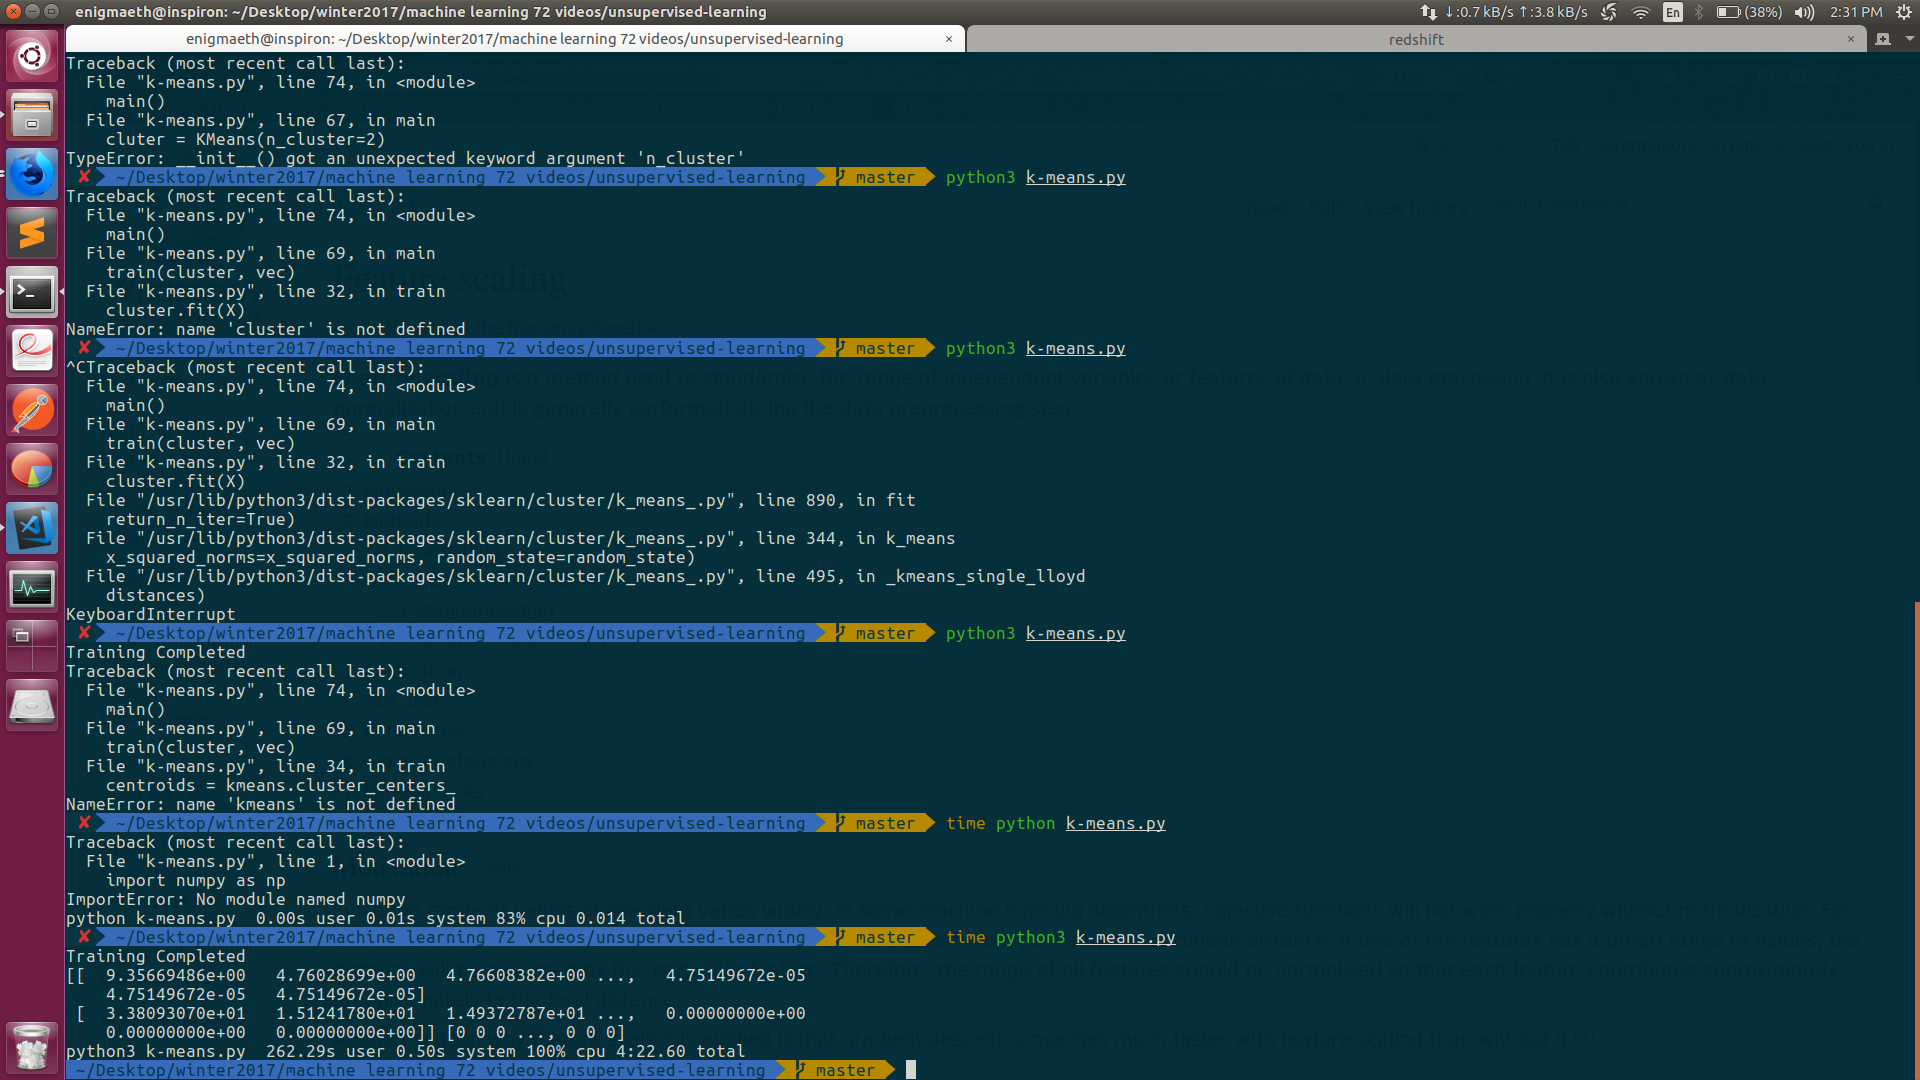 enigmaeth@inspiron: ~/Desktop/winter2017/machine learning 72 videos/unsupervised-learning
↓:0.7 kB/s ↑:3.8 kB/s En (38%) 2:31 PM
enigmaeth@inspiron: ~/Desktop/winter2017/machine learning 72 videos/unsupervised-learning × redshift ×
Traceback (most recent call last):
File "k-means.py", line 74, in <module>
main()
File "k-means.py", line 67, in main
cluter = KMeans(n_cluster=2)
TypeError: __init__() got an unexpected keyword argument 'n_cluster'
✘ ~/Desktop/winter2017/machine learning 72 videos/unsupervised-learning master python3 k-means.py
Traceback (most recent call last):
File "k-means.py", line 74, in <module>
main()
File "k-means.py", line 69, in main
train(cluster, vec)
File "k-means.py", line 32, in train
cluster.fit(X)
NameError: name 'cluster' is not defined
✘ ~/Desktop/winter2017/machine learning 72 videos/unsupervised-learning master python3 k-means.py
^CTraceback (most recent call last):
File "k-means.py", line 74, in <module>
main()
File "k-means.py", line 69, in main
train(cluster, vec)
File "k-means.py", line 32, in train
cluster.fit(X)
File "/usr/lib/python3/dist-packages/sklearn/cluster/k_means_.py", line 890, in fit
return_n_iter=True)
File "/usr/lib/python3/dist-packages/sklearn/cluster/k_means_.py", line 344, in k_means
x_squared_norms=x_squared_norms, random_state=random_state)
File "/usr/lib/python3/dist-packages/sklearn/cluster/k_means_.py", line 495, in _kmeans_single_lloyd
distances)
KeyboardInterrupt
✘ ~/Desktop/winter2017/machine learning 72 videos/unsupervised-learning master python3 k-means.py
Training Completed
Traceback (most recent call last):
File "k-means.py", line 74, in <module>
main()
File "k-means.py", line 69, in main
train(cluster, vec)
File "k-means.py", line 34, in train
centroids = kmeans.cluster_centers_
NameError: name 'kmeans' is not defined
✘ ~/Desktop/winter2017/machine learning 72 videos/unsupervised-learning master time python k-means.py
Traceback (most recent call last):
File "k-means.py", line 1, in <module>
import numpy as np
ImportError: No module named numpy
python k-means.py 0.00s user 0.01s system 83% cpu 0.014 total
✘ ~/Desktop/winter2017/machine learning 72 videos/unsupervised-learning master time python3 k-means.py
Training Completed
[[ 9.35669486e+00 4.76028699e+00 4.76608382e+00 ..., 4.75149672e-05
4.75149672e-05 4.75149672e-05]
[ 3.38093070e+01 1.51241780e+01 1.49372787e+01 ..., 0.00000000e+00
0.00000000e+00 0.00000000e+00]] [0 0 0 ..., 0 0 0]
python3 k-means.py 262.29s user 0.50s system 100% cpu 4:22.60 total
~/Desktop/winter2017/machine learning 72 videos/unsupervised-learning master